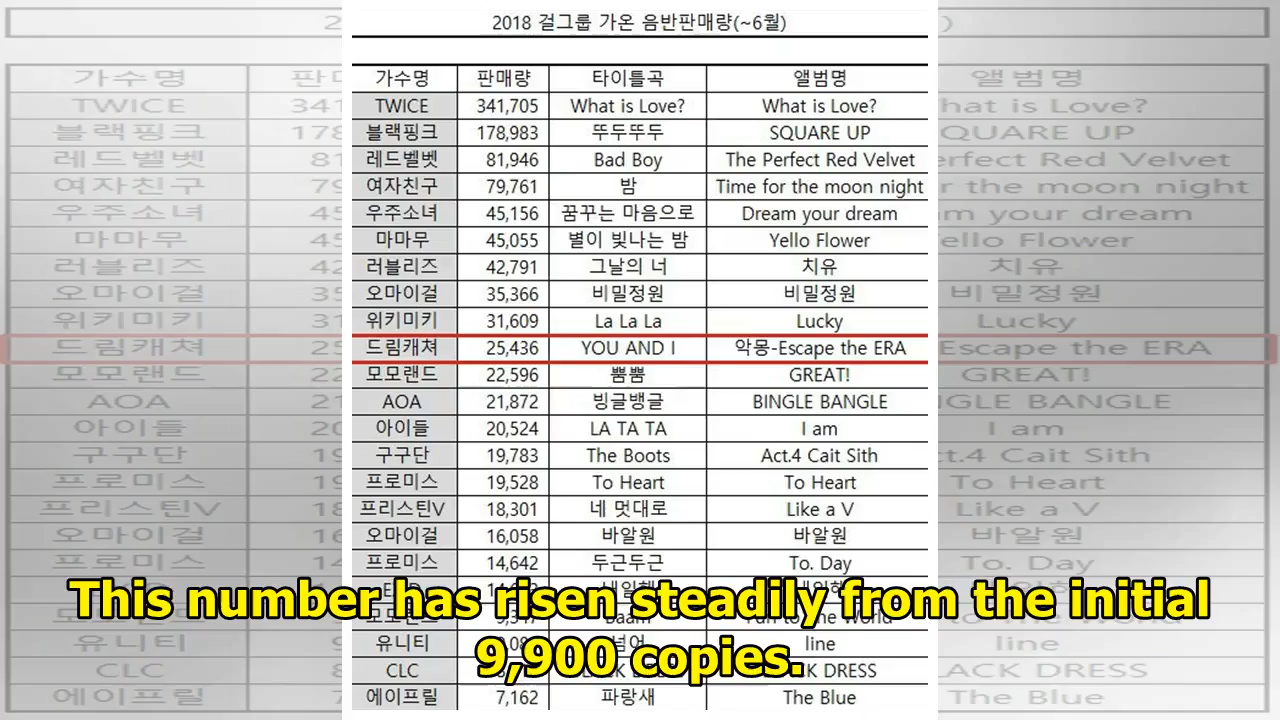 2018 걸그룹 가온 음반판매량(~6월)
가수명 판매량 타이틀곡 앨범명
TWICE 341,705 What is Love? What is Love?
블랙핑크 178,983 뚜두뚜두 SQUARE UP
레드벨벳 81,946 Bad Boy The Perfect Red Velvet
여자친구 79,761 밤 Time for the moon night
우주소녀 45,156 꿈꾸는 마음으로 Dream your dream
마마무 45,055 별이 빛나는 밤 Yello Flower
러블리즈 42,791 그날의 너 치유
오마이걸 35,366 비밀정원 비밀정원
위키미키 31,609 La La La Lucky
드림캐쳐 25,436 YOU AND I 악몽-Escape the ERA
모모랜드 22,596 뿜뿜 GREAT!
AOA 21,872 빙글뱅글 BINGLE BANGLE
아이들 20,524 LA TA TA I am
구구단 19,783 The Boots Act.4 Cait Sith
프로미스 19,528 To Heart To Heart
프리스틴V 18,301 네 멋대로 Like a V
오마이걸 16,058 바알원 바알원
프로미스 14,642 두근두근 To. Day
This number has risen steadily from the initial
유니티 넘어 line
9,900 copies.
CLC DRESS
에이프릴 7,162 파랑새 The Blue